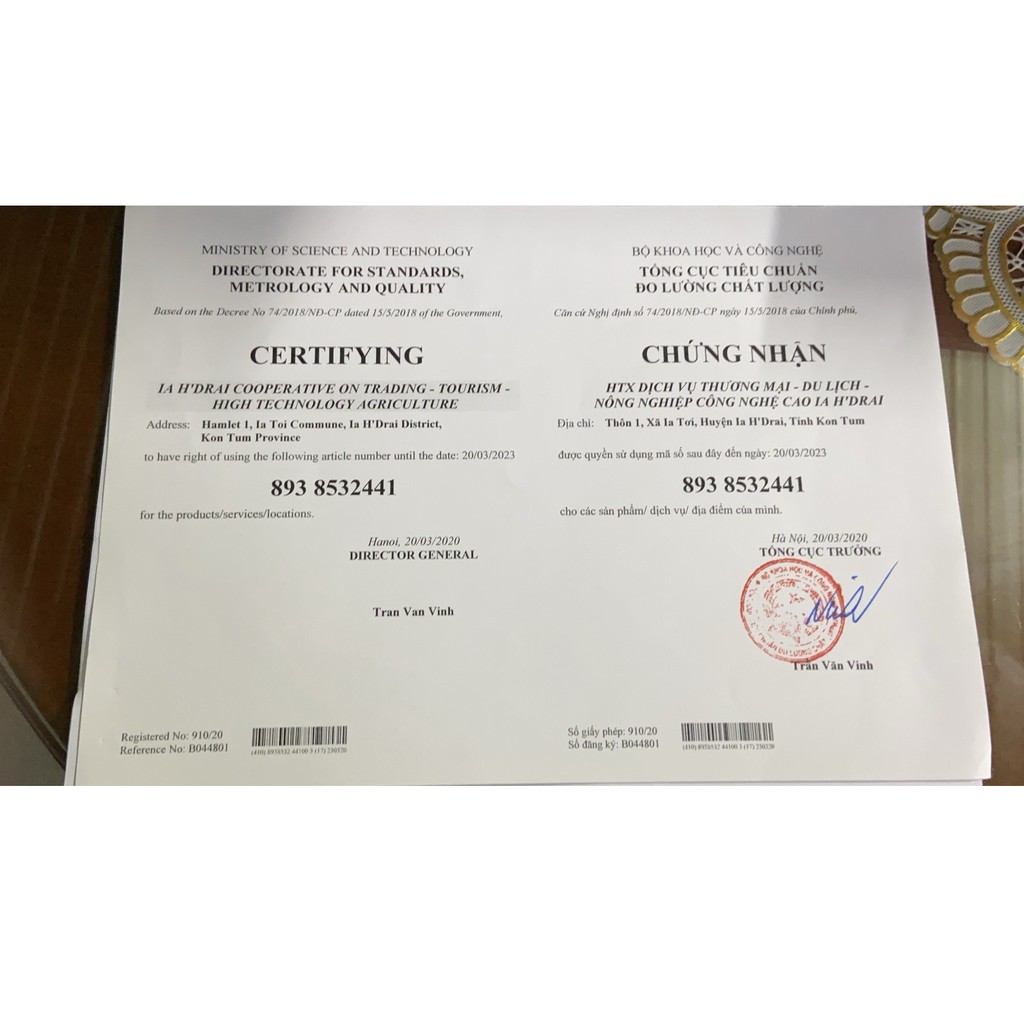 MINISTRY OF SCIENCE AND TECHNOLOGY
DIRECTORATE FOR STANDARDS,
METROLOGY AND QUALITY
Based on the Decree No 74/2018/NĐ-CP dated 15/5/2018 of the Government,
CERTIFYING
IA H'DRAI COOPERATIVE ON TRADING - TOURISM -
HIGH TECHNOLOGY AGRICULTURE
Address: Hamlet 1, Ia Toi Commune, Ia H'Drai District,
Kon Tum Province
to have right of using the following article number until the date: 20/03/2023
893 8532441
for the products/services/locations.
Hanoi, 20/03/2020
DIRECTOR GENERAL
Tran Van Vinh
Registered No: 910/20
Reference No: B044801
BỘ KHOA HỌC VÀ CÔNG NGHỆ
TỔNG CỤC TIÊU CHUẨN
ĐO LƯỜNG CHẤT LƯỢNG
Căn cứ Nghị định số 74/2018/NĐ-CP ngày 15/5/2018 của Chính phủ,
CHỨNG NHẬN
HTX DỊCH VỤ THƯƠNG MẠI - DU LỊCH -
NÔNG NGHIỆP CÔNG NGHỆ CAO IA H'DRAI
Địa chỉ: Thôn 1, Xã Ia Tơi, Huyện Ia H'Drai, Tỉnh Kon Tum
được quyền sử dụng mã số sau đây đến ngày: 20/03/2023
893 8532441
cho các sản phẩm/ dịch vụ/ địa điểm của mình.
Hà Nội, 20/03/2020
TỔNG CỤC TRƯỞNG
Trần Văn Vinh
Số giấy phép: 910/20
Số đăng ký: B044801